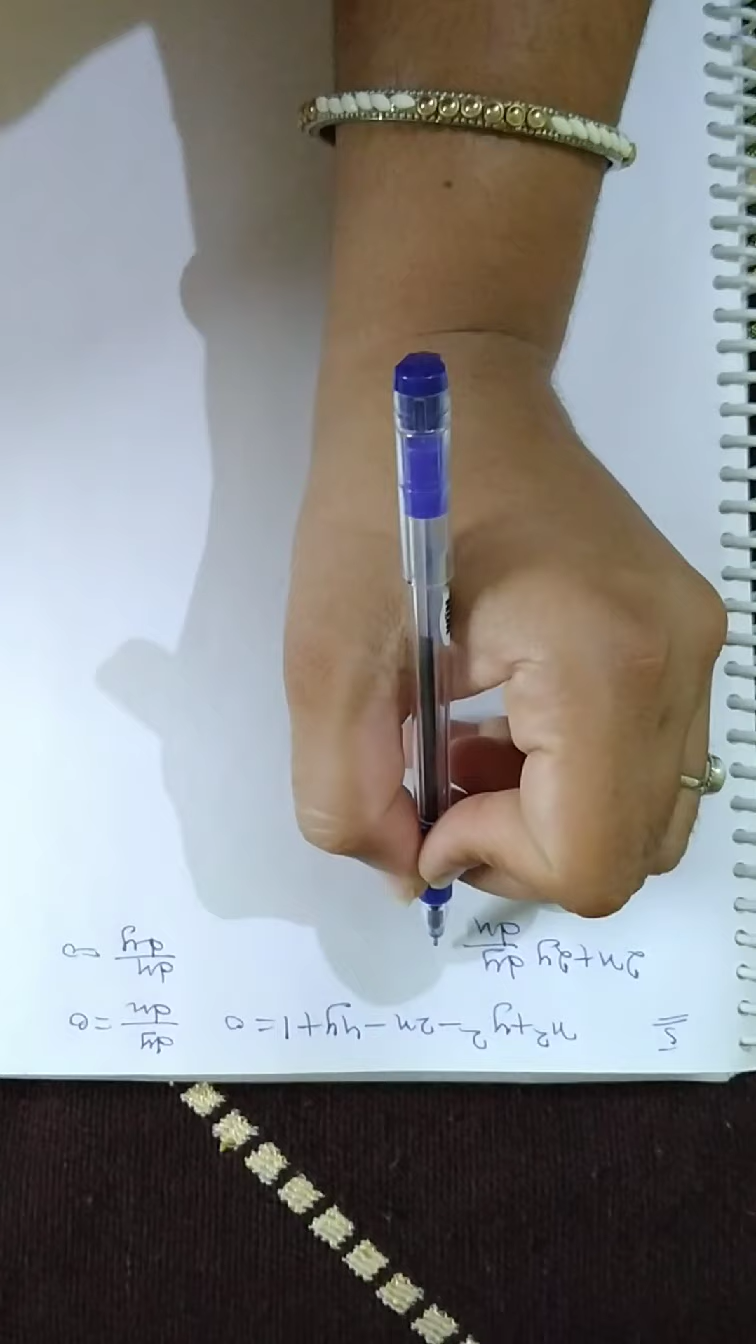 5 x²+y²-2x-4y+1=0 dy/dx=0
2x+2y dy/dx dx/dy = 0